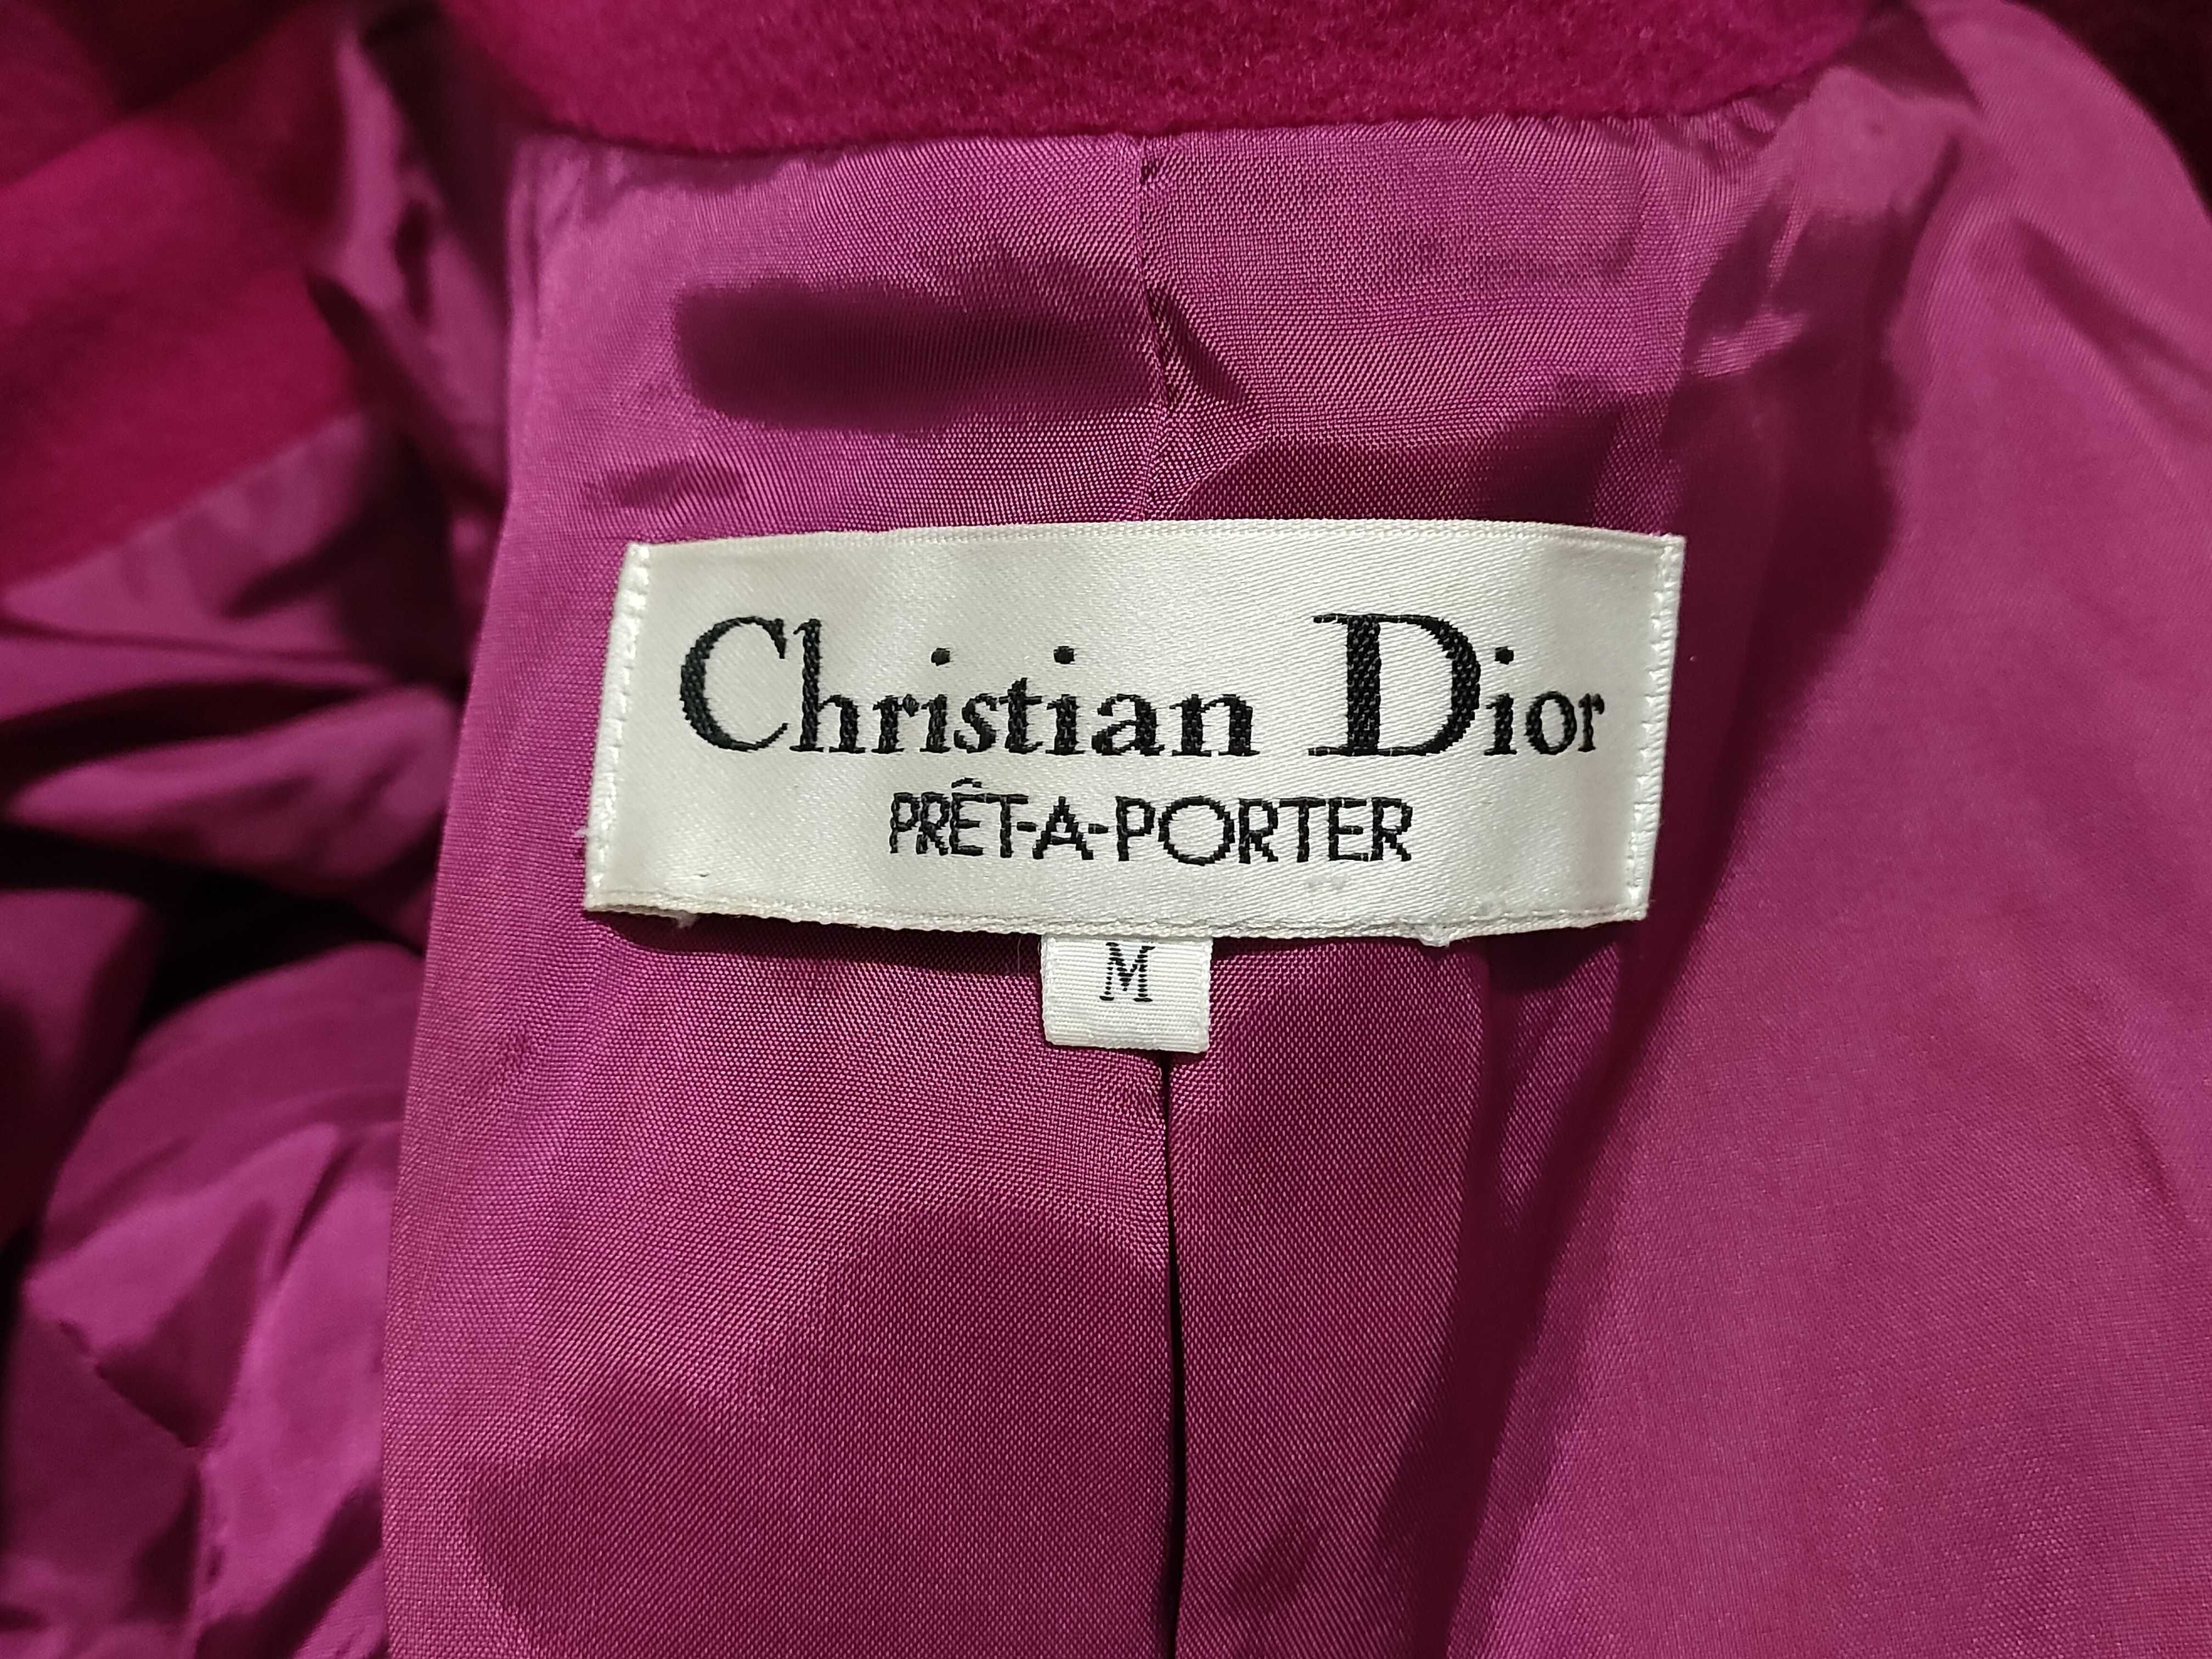 Christian Dior
PRÊT-A-PORTER
M